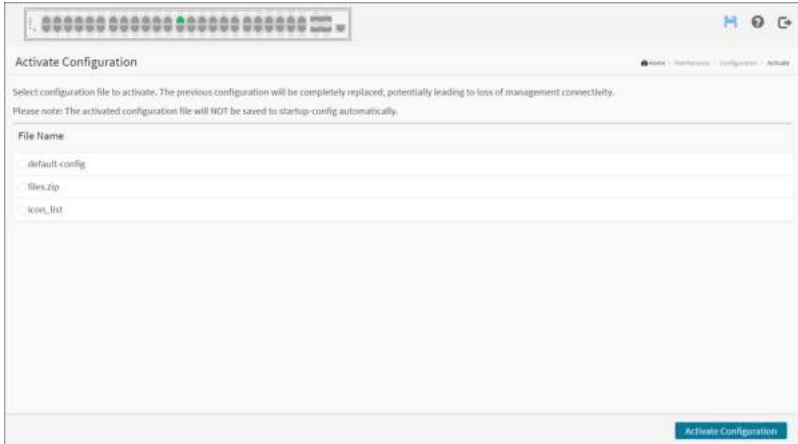 Activate Configuration
Home - Maintenance - Configuration - Activate
Select configuration file to activate. The previous configuration will be completely replaced, potentially leading to loss of management connectivity.
Please note: The activated configuration file will NOT be saved to startup-config automatically.
File Name
default-config
files.zip
icon_list
Activate Configuration